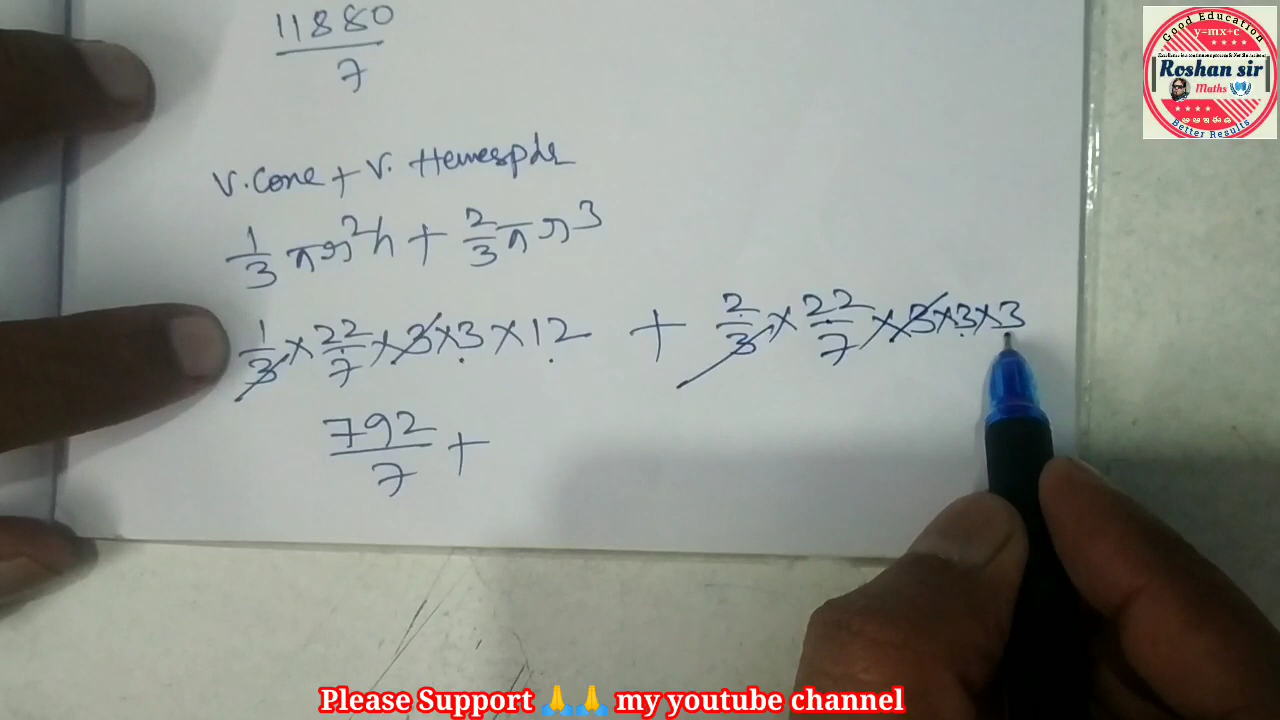 11880
7
V.Cone + V. Hemespds
1/3 πr²h + 2/3 πr³
1/3 × 22/7 × 3 × 3 × 12 + 2/3 × 22/7 × 3 × 3 × 3
792/7 +
Good Education
y=mx+c
Roshan sir
Maths
Better Results
Please Support 🙏🙏 my youtube channel